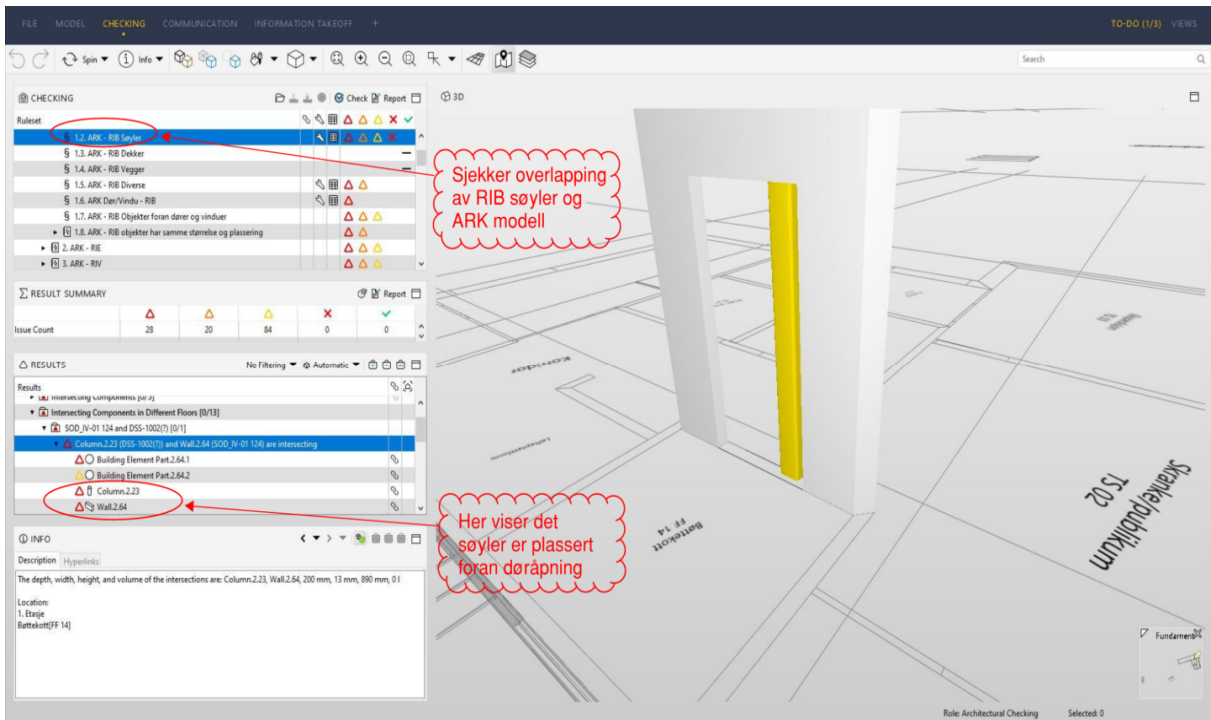 FILE MODEL CHECKING COMMUNICATION INFORMATION TAKEOFF +
TO-DO (1/3) VIEWS
Spin Info
Search
CHECKING
Check Report
Ruleset
§ 1.2. ARK - RIB Søyler
§ 1.3. ARK - RIB Dekker
§ 1.4. ARK - RIB Vegger
§ 1.5. ARK - RIB Diverse
§ 1.6. ARK Dør/Vindu - RIB
§ 1.7. ARK - RIB Objekter foran dører og vinduer
§ 1.8. ARK - RIB objekter har samme størrelse og plassering
§ 2. ARK - RIE
§ 3. ARK - RIV
RESULT SUMMARY
Report
Issue Count 28 20 84 0 0
RESULTS
No Filtering Automatic
Results
Intersecting Components [0/3]
Intersecting Components in Different Floors [0/13]
SOD_IV-01 124 and DSS-1002(?) [0/1]
Column.2.23 (DSS-1002(?)) and Wall.2.64 (SOD_IV-01 124) are intersecting
Building Element Part.2.64.1
Building Element Part.2.64.2
Column.2.23
Wall.2.64
INFO
Description Hyperlinks
The depth, width, height, and volume of the intersections are: Column.2.23, Wall.2.64, 200 mm, 13 mm, 890 mm, 0 l
Location:
1. Etasje
Bøttekott[FF 14]
3D
Sjekker overlapping
av RIB søyler og
ARK modell
Her viser det
søyler er plassert
foran døråpning
Korridor
Bøttekott
FF 14
Skranke/publikum
TS 02
Fundament
Role: Architectural Checking Selected: 0